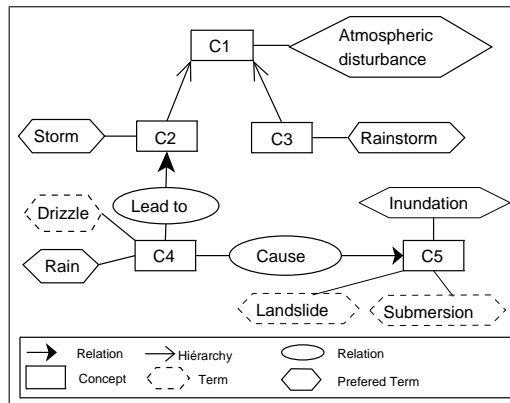 C1
Atmospheric
disturbance
Storm
C2
C3
Rainstorm
Drizzle
Lead to
Inundation
Rain
C4
Cause
C5
Landslide
Submersion
Relation
Hiérarchy
Relation
Concept
Term
Prefered Term